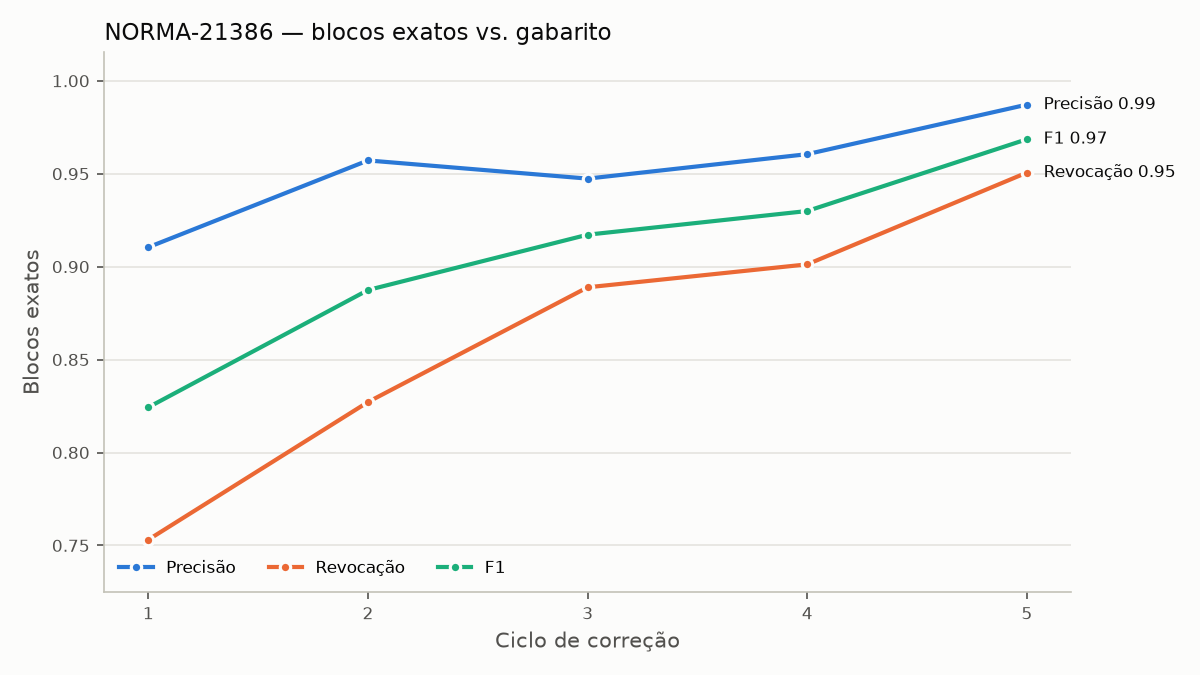 NORMA-21386 — blocos exatos vs. gabarito
1.00
0.95
0.90
0.85
0.80
0.75
Blocos exatos
Precisão 0.99
F1 0.97
Revocação 0.95
Precisão Revocação F1
1 2 3 4 5
Ciclo de correção